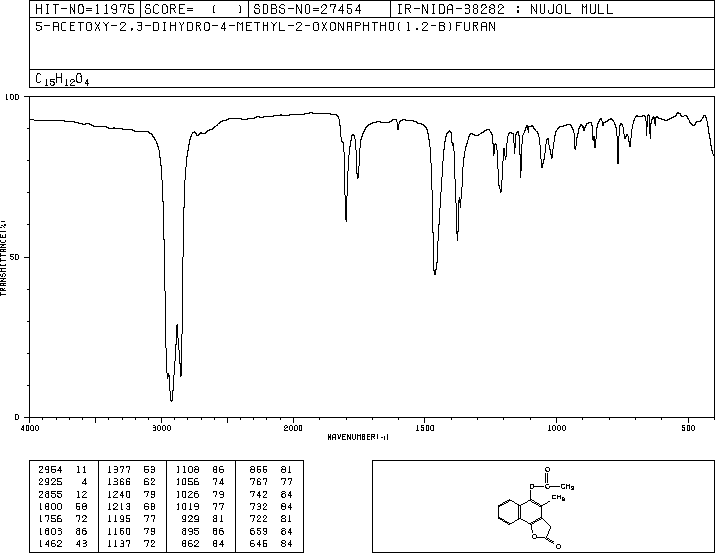 HIT-NO=11975 SCORE= ( ) SDBS-NO=27454 IR-NIDA-38282 : NUJOL MULL
5-ACETOXY-2,3-DIHYDRO-4-METHYL-2-OXONAPHTHO(1,2-B)FURAN
C15H12O4
100
50
0
TRANSMITTANCE(%)
4000 3000 2000 1500 1000 500
WAVENUMBER(-1)
2954 11 1377 53 1108 86 866 81
2925 4 1366 62 1056 74 767 77
2855 12 1240 79 1026 79 742 84
1800 58 1213 68 1019 77 732 84
1756 72 1195 77 929 81 722 81
1603 86 1160 79 895 86 659 84
1462 43 1137 72 862 84 646 84
O
O C CH3
CH3
O O